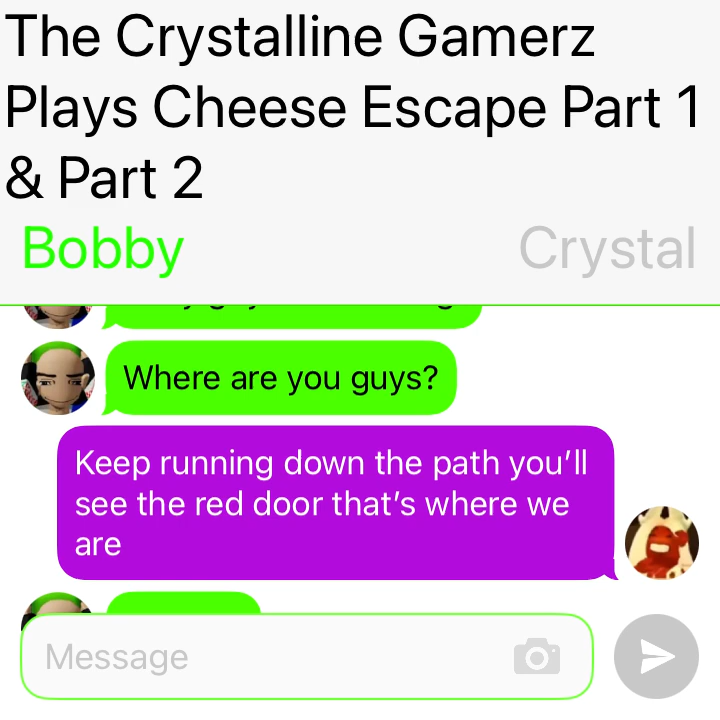 The Crystalline Gamerz
Plays Cheese Escape Part 1
& Part 2
Bobby
Crystal
Where are you guys?
Keep running down the path you’ll
see the red door that’s where we
are
Message